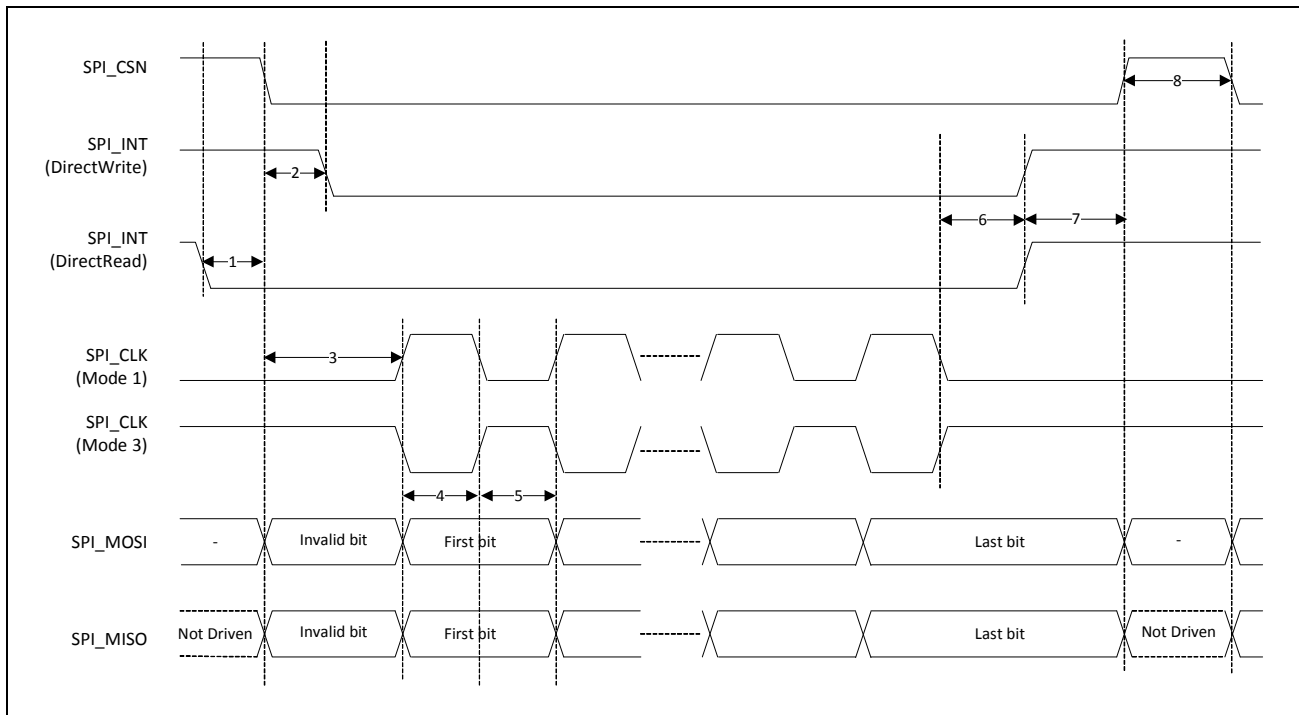 SPI_CSN
8
SPI_INT
(DirectWrite)
2
6
7
SPI_INT
(DirectRead)
1
SPI_CLK
(Mode 1)
3
SPI_CLK
(Mode 3)
4
5
SPI_MOSI
-
Invalid bit
First bit
Last bit
-
SPI_MISO
Not Driven
Invalid bit
First bit
Last bit
Not Driven